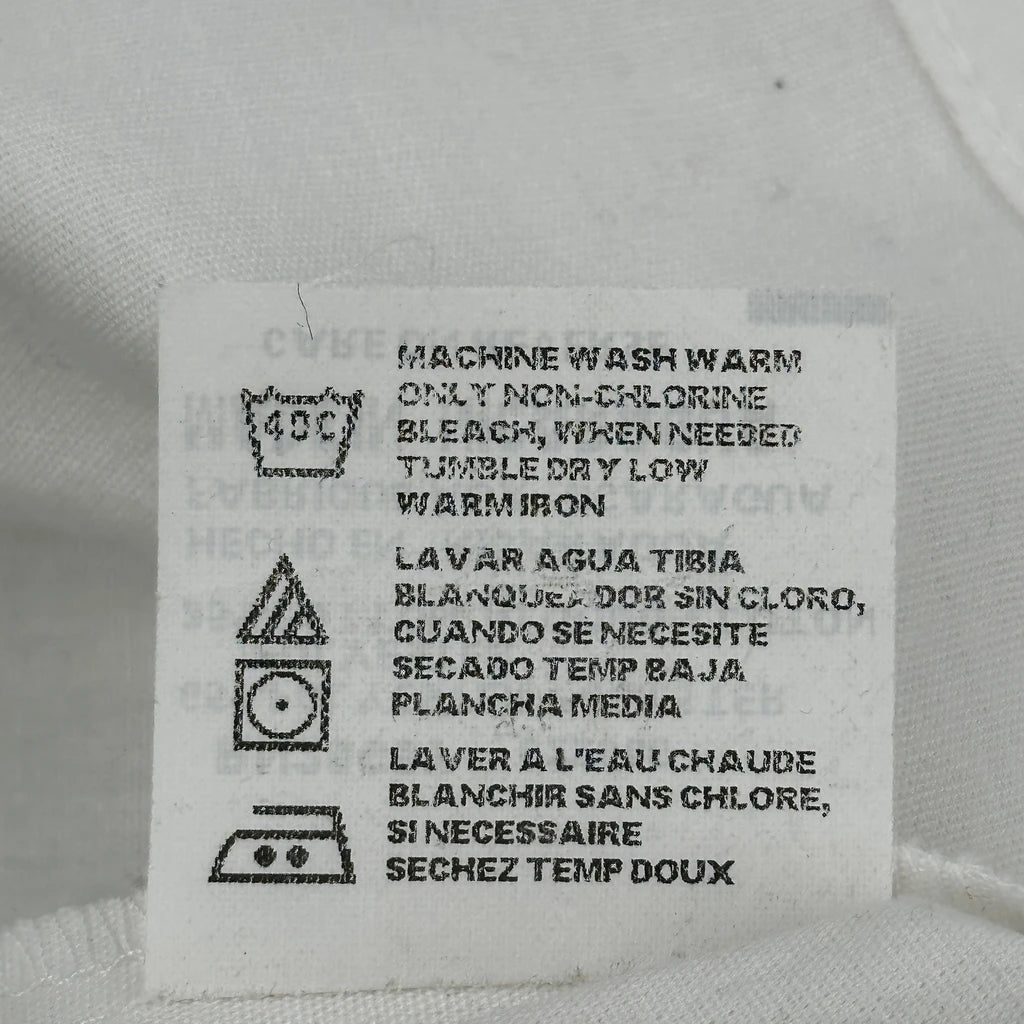 MACHINE WASH WARM
ONLY NON-CHLORINE
BLEACH, WHEN NEEDED
TUMBLE DRY LOW
WARM IRON
40C
LAVAR AGUA TIBIA
BLANQUEADOR SIN CLORO,
CUANDO SE NECESITE
SECADO TEMP BAJA
PLANCHA MEDIA
LAVER A L'EAU CHAUDE
BLANCHIR SANS CHLORE,
SI NECESSAIRE
SECHEZ TEMP DOUX